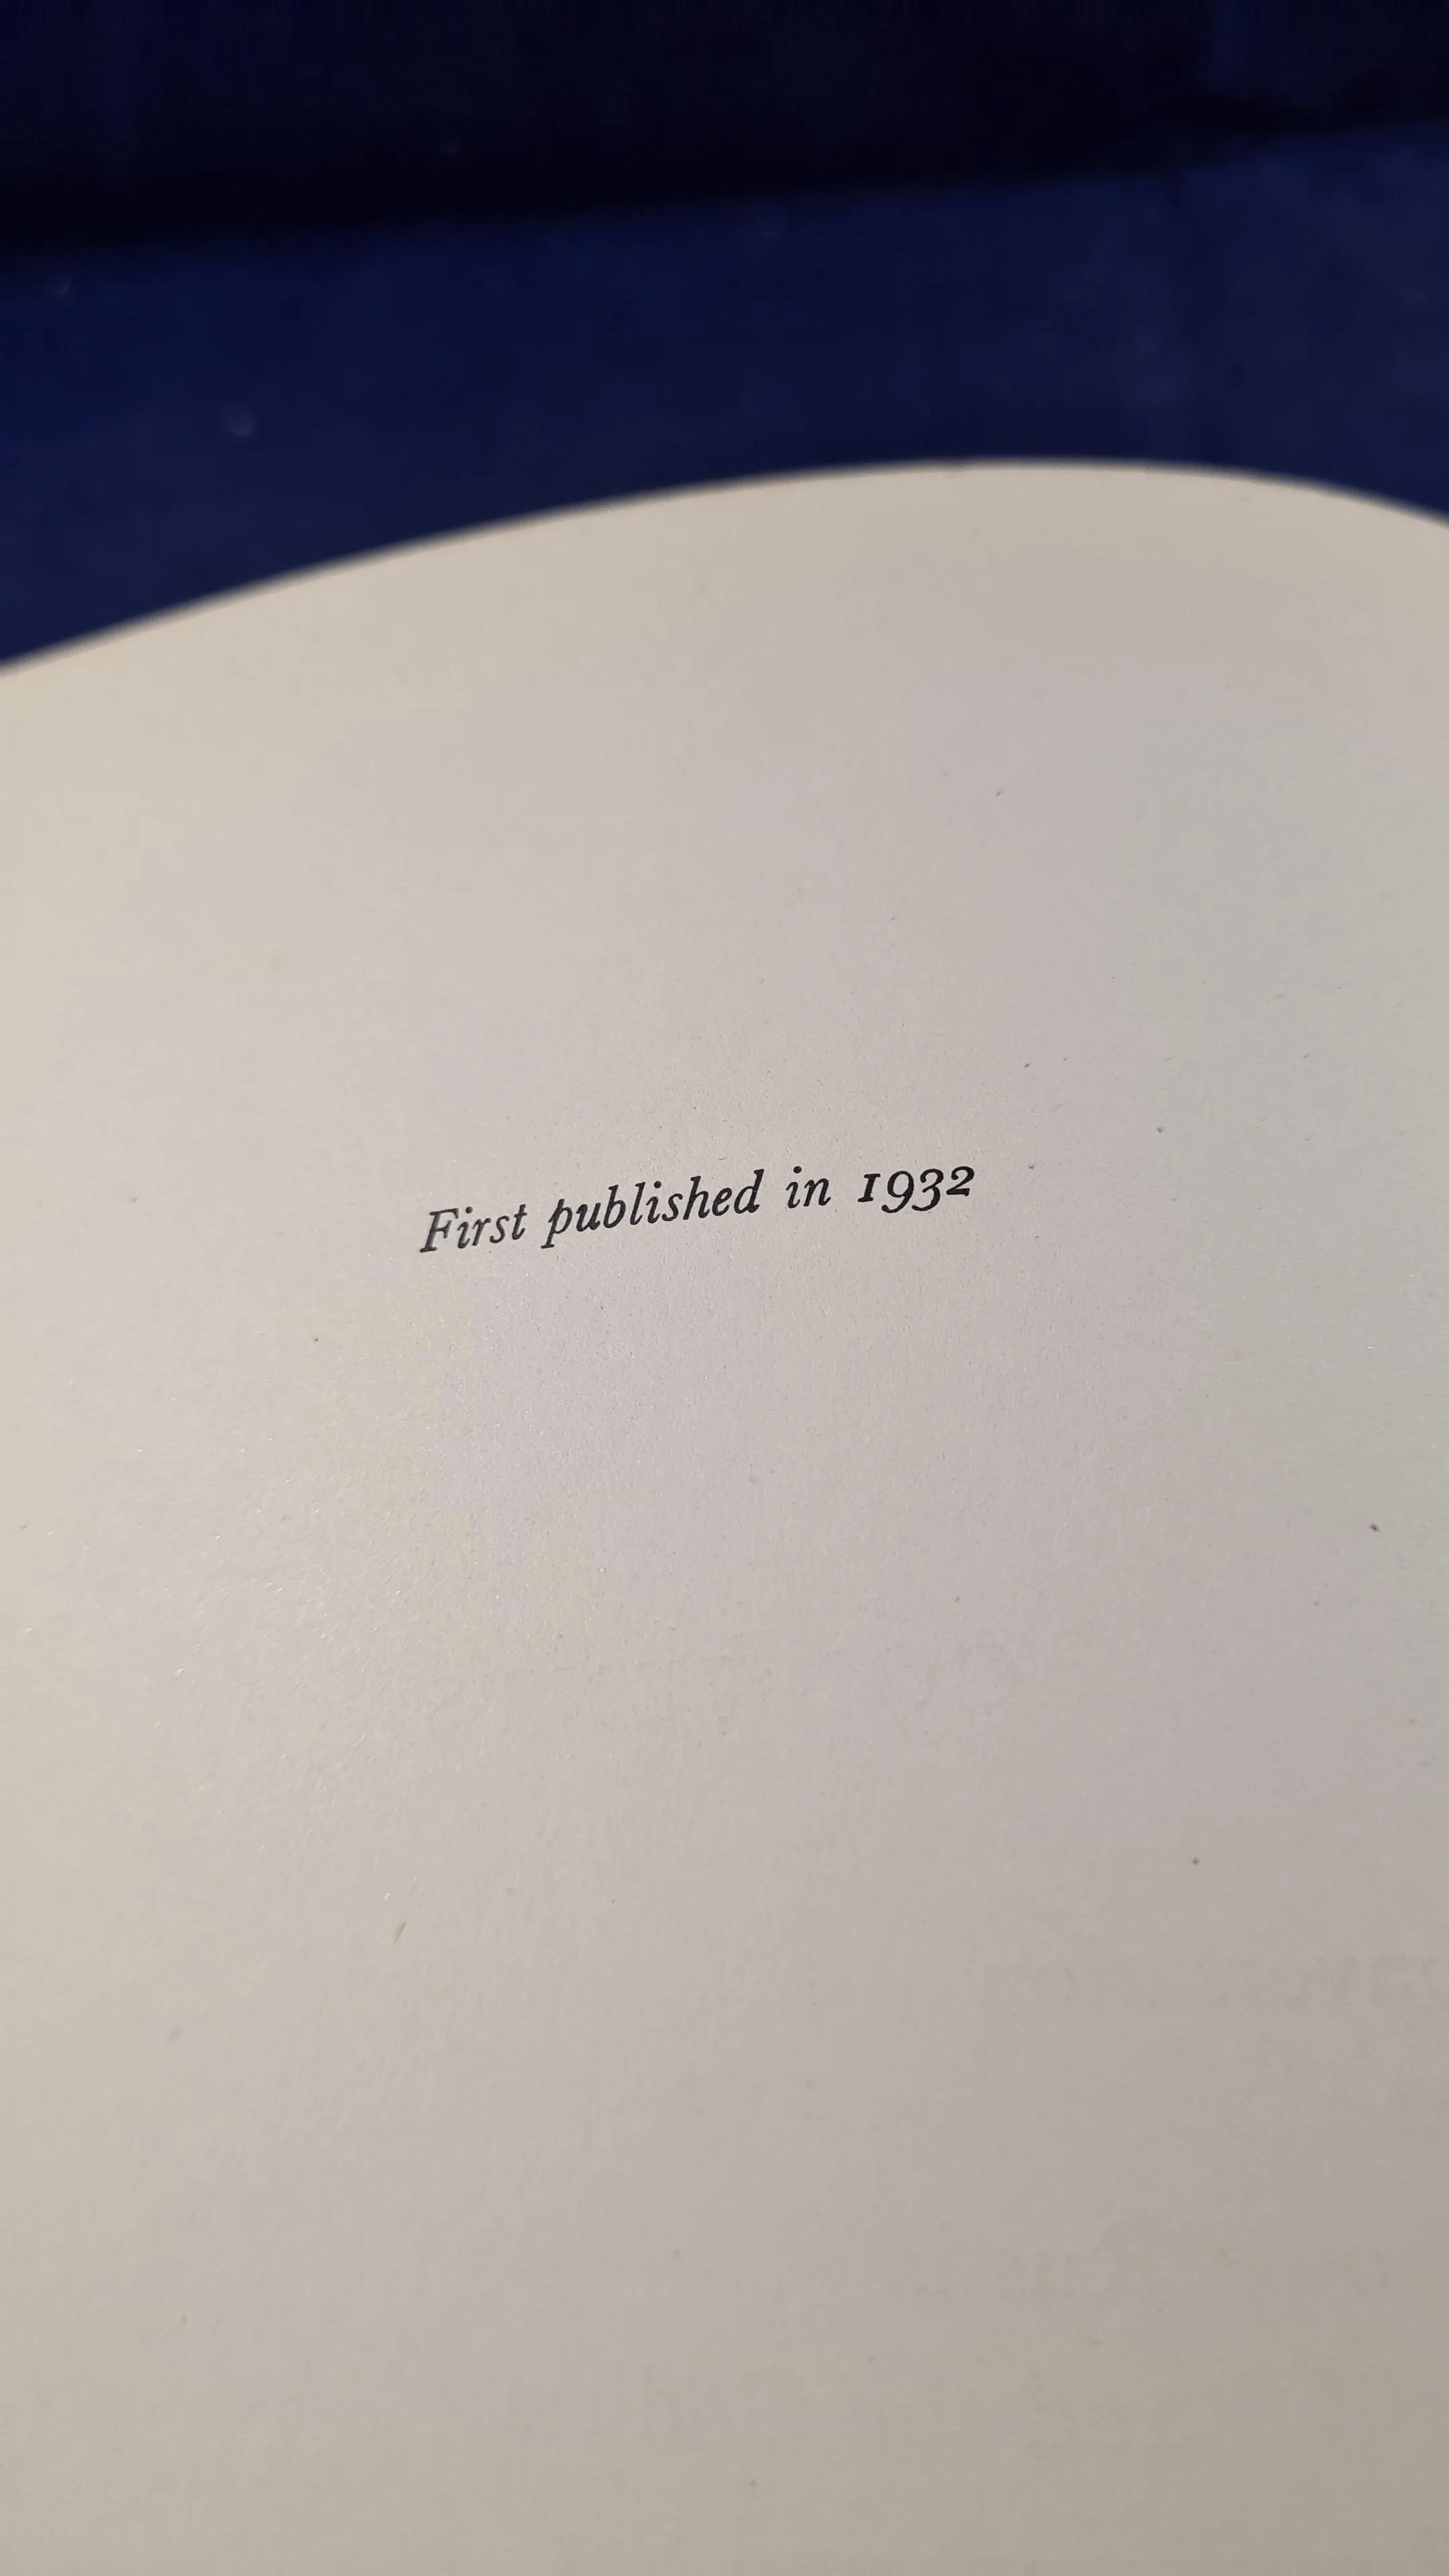 First published in 1932